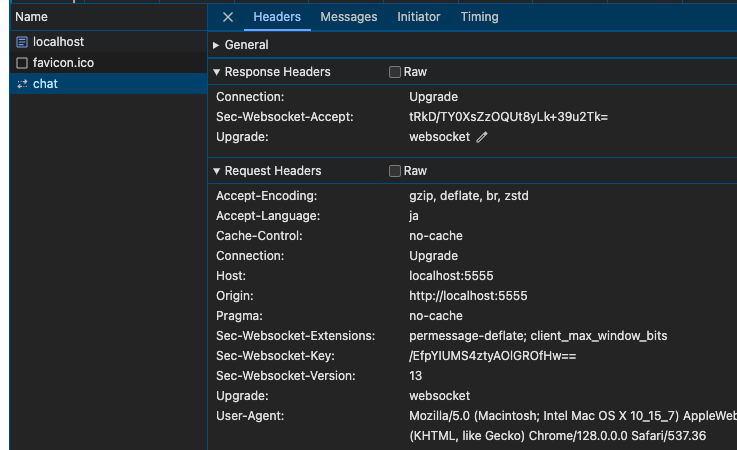 Name
localhost
favicon.ico
chat
Headers Messages Initiator Timing
General
Response Headers Raw
Connection: Upgrade
Sec-Websocket-Accept: tRkD/TY0XsZzOQUt8yLk+39u2Tk=
Upgrade: websocket
Request Headers Raw
Accept-Encoding: gzip, deflate, br, zstd
Accept-Language: ja
Cache-Control: no-cache
Connection: Upgrade
Host: localhost:5555
Origin: http://localhost:5555
Pragma: no-cache
Sec-Websocket-Extensions: permessage-deflate; client_max_window_bits
Sec-Websocket-Key: /EfpYIUMS4ztyAOlGROfHw==
Sec-Websocket-Version: 13
Upgrade: websocket
User-Agent: Mozilla/5.0 (Macintosh; Intel Mac OS X 10_15_7) AppleWeb
(KHTML, like Gecko) Chrome/128.0.0.0 Safari/537.36